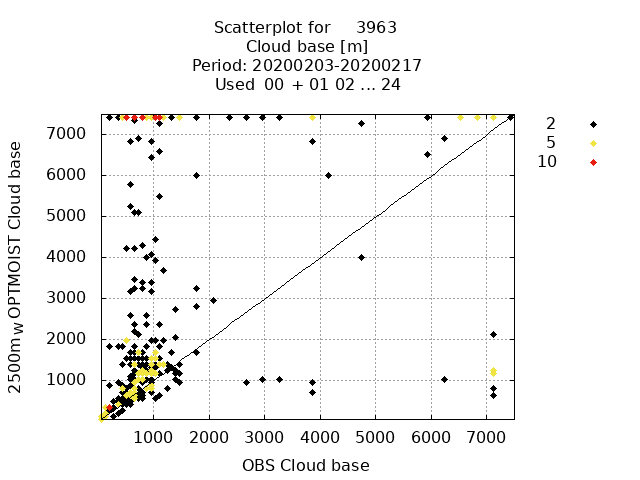 Scatterplot for 3963
Cloud base [m]
Period: 20200203-20200217
Used 00 + 01 02 ... 24
2
5
10
7000
6000
5000
4000
3000
2000
1000
2500m w OPTMOIST Cloud base
1000 2000 3000 4000 5000 6000 7000
OBS Cloud base